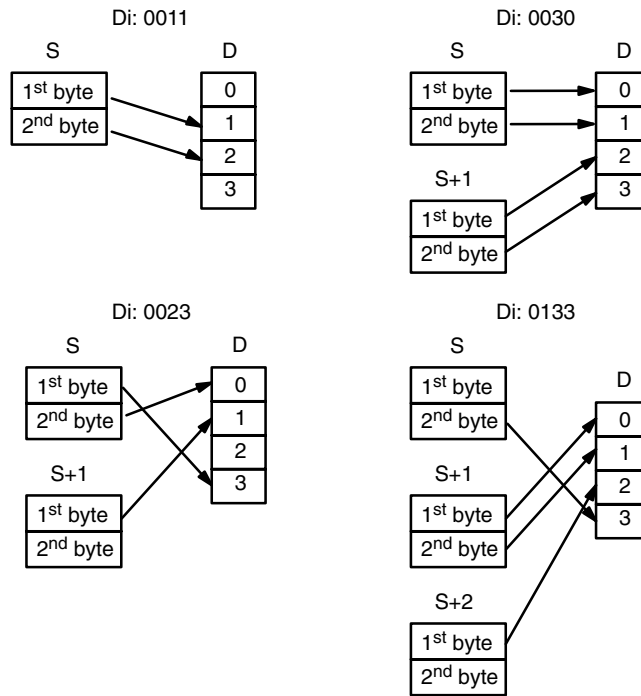 Di: 0011
S
D
1st byte
2nd byte
0
1
2
3
Di: 0030
S
D
1st byte
2nd byte
S+1
1st byte
2nd byte
0
1
2
3
Di: 0023
S
D
1st byte
2nd byte
S+1
1st byte
2nd byte
0
1
2
3
Di: 0133
S
D
1st byte
2nd byte
S+1
1st byte
2nd byte
S+2
1st byte
2nd byte
0
1
2
3